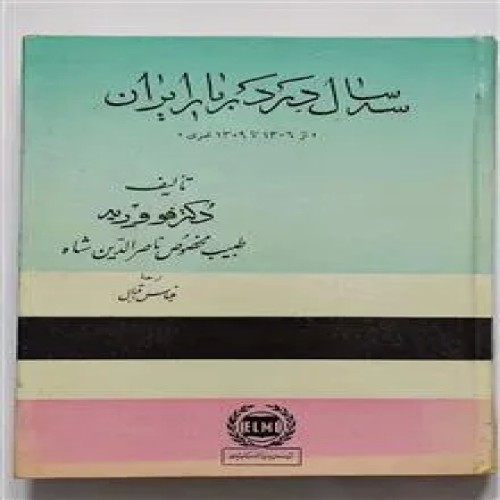 سه سال در دربار ایران
« از ۱۳۰۶ تا ۱۳۰۹ قمری »
تألیف
دکتر فووریه
طبیب مخصوص ناصرالدین شاه
ترجمه
عباس اقبال
ELMI